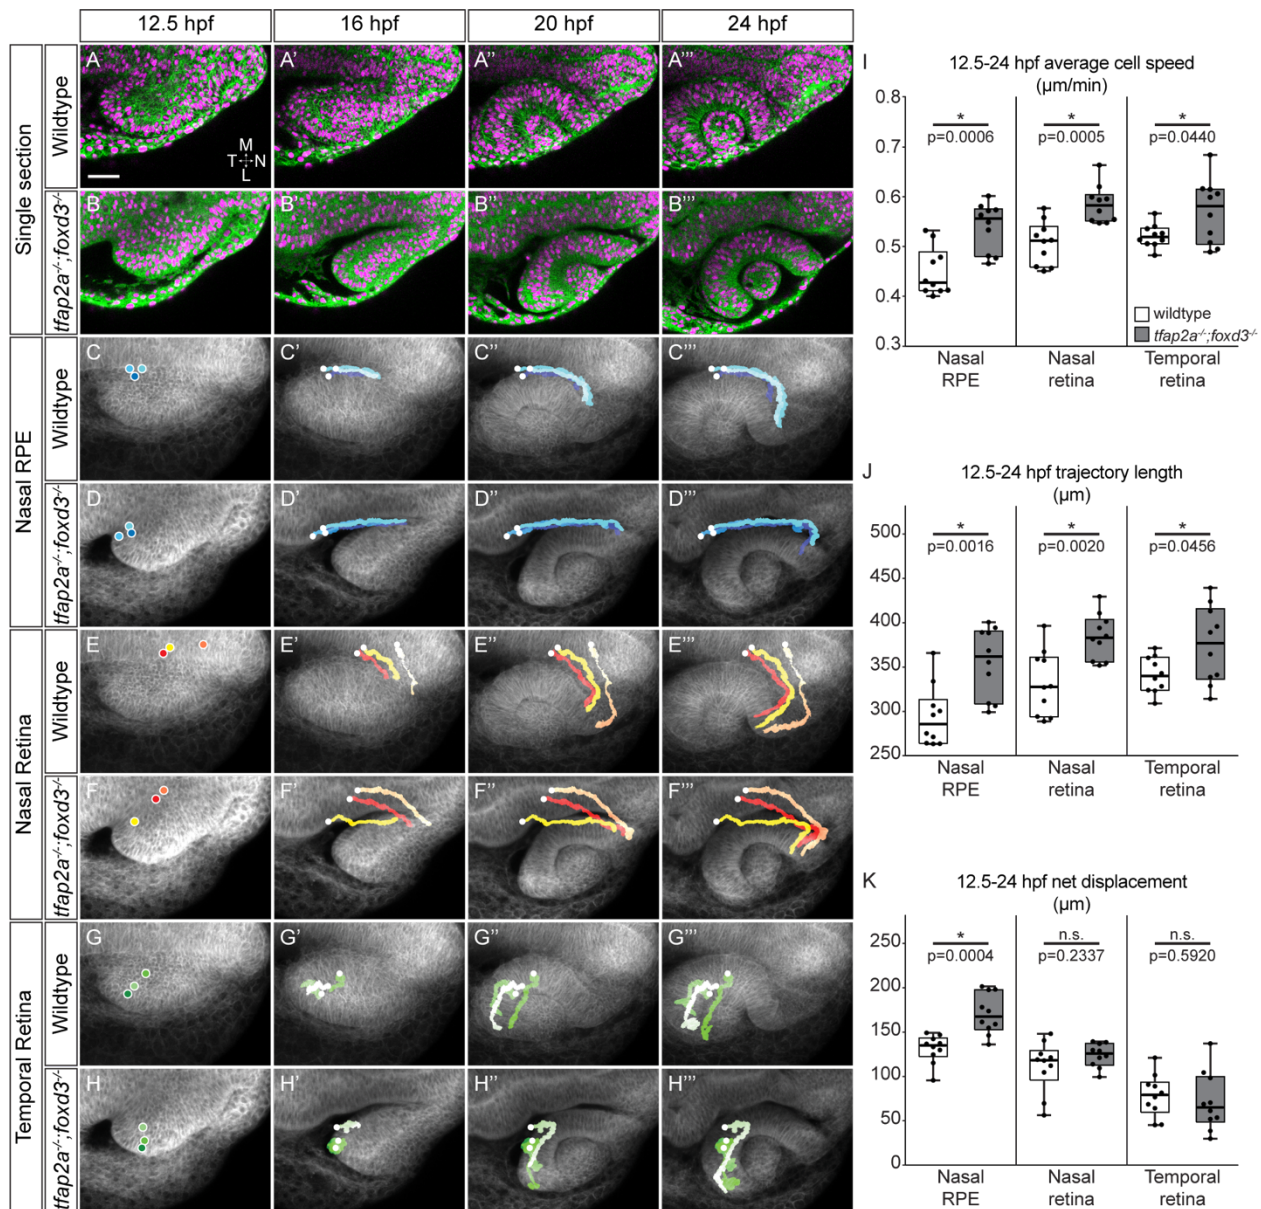 12.5 hpf 16 hpf 20 hpf 24 hpf
Single section
Wildtype
A A' A'' A'''
M
T N
L
tfap2a-/-;foxd3-/-
B B' B'' B'''
Nasal RPE
Wildtype
C C' C'' C'''
tfap2a-/-;foxd3-/-
D D' D'' D'''
Nasal Retina
Wildtype
E E' E'' E'''
tfap2a-/-;foxd3-/-
F F' F'' F'''
Temporal Retina
Wildtype
G G' G'' G'''
tfap2a-/-;foxd3-/-
H H' H'' H'''
I
12.5-24 hpf average cell speed
(µm/min)
0.8
* * *
p=0.0006 p=0.0005 p=0.0440
0.7
0.6
0.5
0.4
0.3
wildtype
tfap2a-/-;foxd3-/-
Nasal Nasal Temporal
RPE retina retina
J
12.5-24 hpf trajectory length
(µm)
500
* * *
p=0.0016 p=0.0020 p=0.0456
450
400
350
300
250
Nasal Nasal Temporal
RPE retina retina
K
12.5-24 hpf net displacement
(µm)
250
* n.s. n.s.
p=0.0004 p=0.2337 p=0.5920
200
150
100
50
0
Nasal Nasal Temporal
RPE retina retina